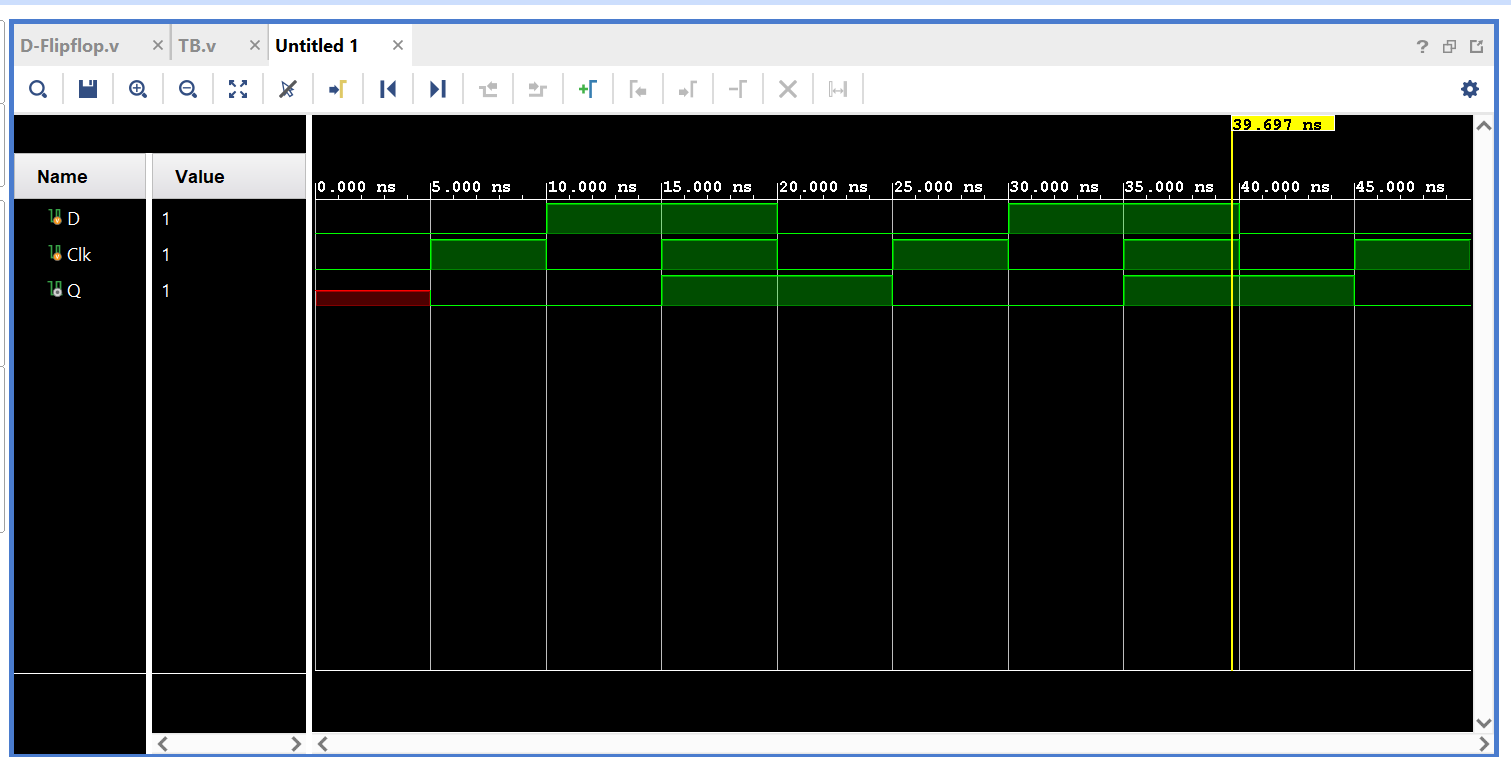 D-Flipflop.v × TB.v × Untitled 1 × ?
39.697 ns
Name Value 0.000 ns 5.000 ns 10.000 ns 15.000 ns 20.000 ns 25.000 ns 30.000 ns 35.000 ns 40.000 ns 45.000 ns
D 1
Clk 1
Q 1